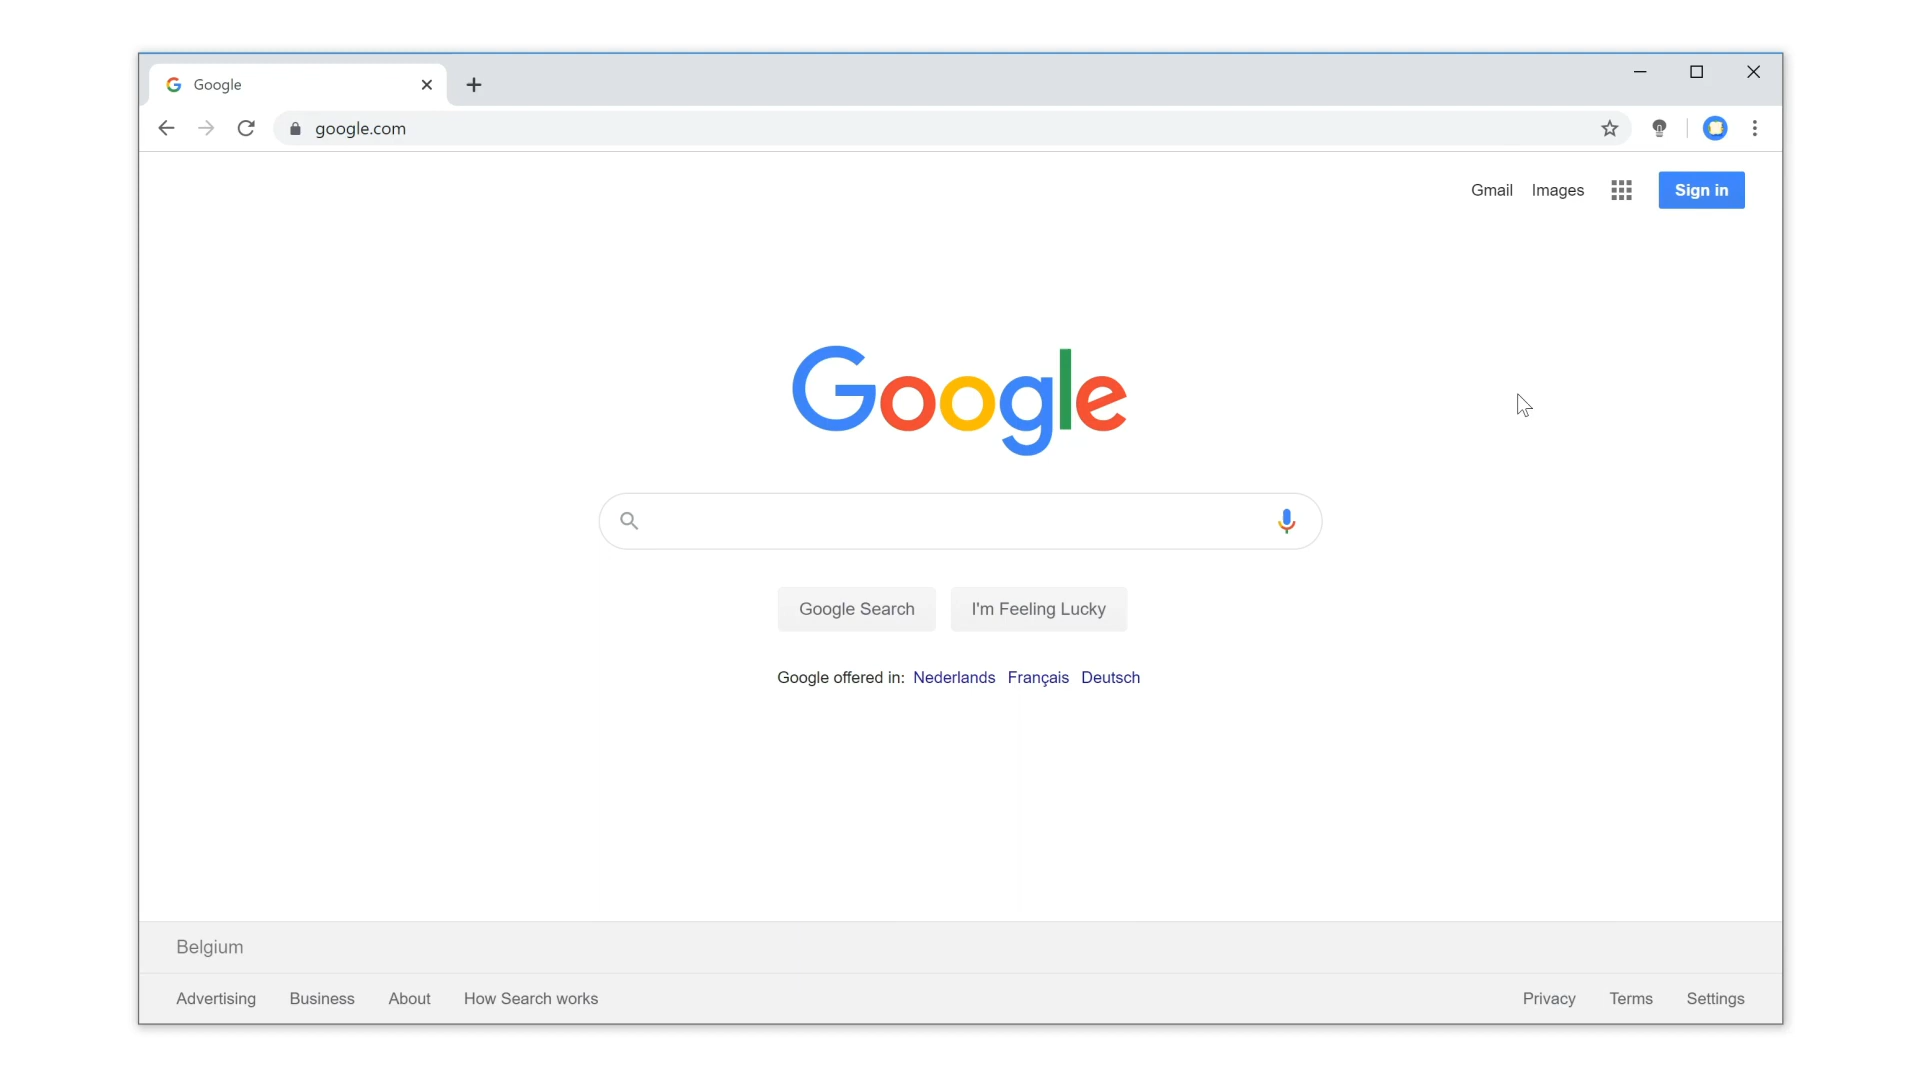 Google
google.com
Gmail Images Sign in
Google
Google Search I'm Feeling Lucky
Google offered in: Nederlands Français Deutsch
Belgium
Advertising Business About How Search works Privacy Terms Settings